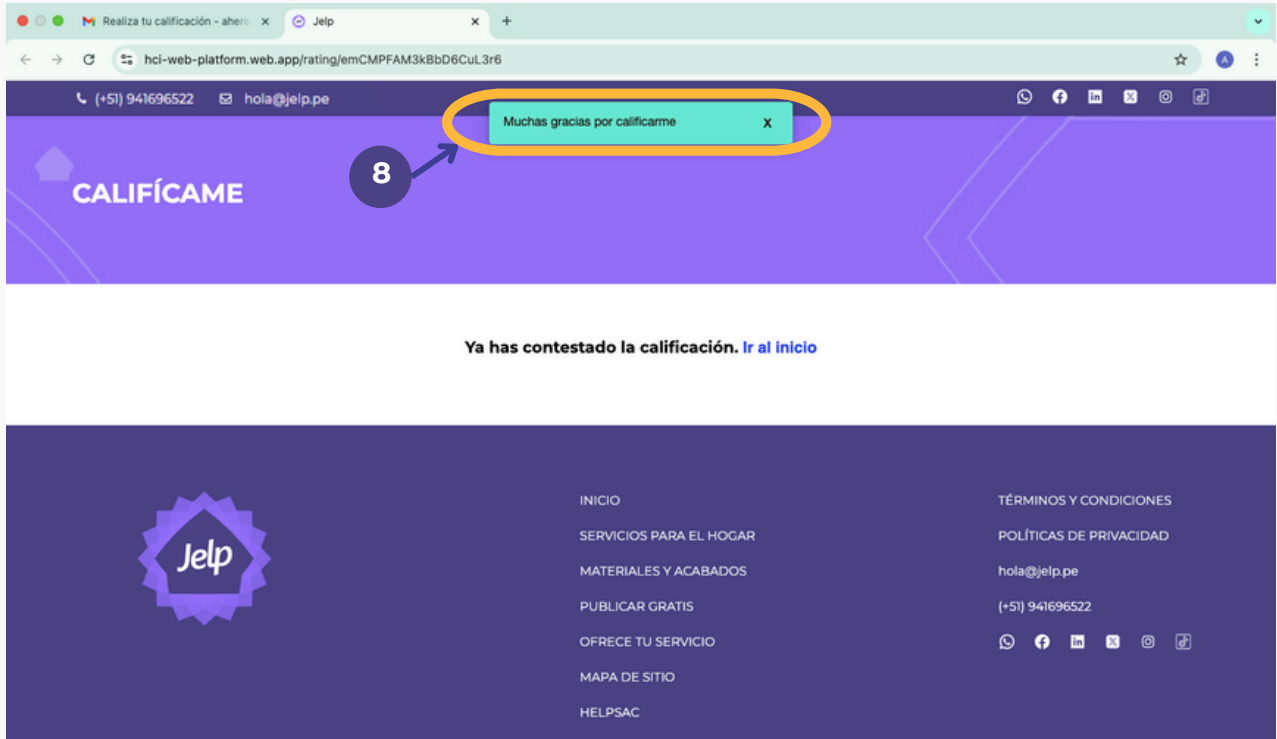 Realiza tu calificación - ahere
Jelp
hci-web-platform.web.app/rating/emCMPFAM3kBbD6CuL3r6
A
(+51) 941696522 hola@jelp.pe
Muchas gracias por calificarme X
8
CALIFÍCAME
Ya has contestado la calificación. Ir al inicio
Jelp
INICIO
SERVICIOS PARA EL HOGAR
MATERIALES Y ACABADOS
PUBLICAR GRATIS
OFRECE TU SERVICIO
MAPA DE SITIO
HELPSAC
TÉRMINOS Y CONDICIONES
POLÍTICAS DE PRIVACIDAD
hola@jelp.pe
(+51) 941696522